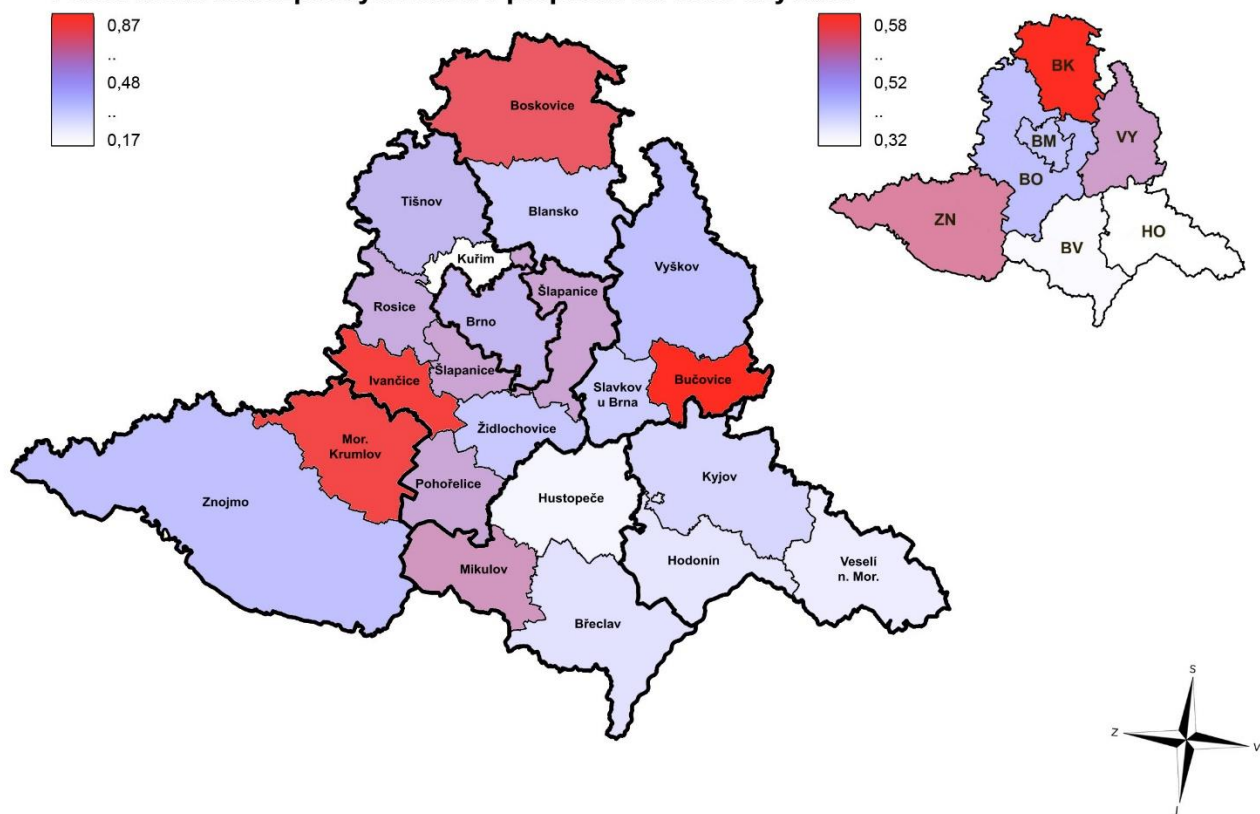 0,87
..
0,48
..
0,17
0,58
..
0,52
..
0,32
BK
BM
VY
BO
ZN
BV
HO
Boskovice
Tišnov
Blansko
Kuřim
Vyškov
Šlapanice
Rosice
Brno
Ivančice
Šlapanice
Bučovice
Slavkov
u Brna
Židlochovice
Mor.
Krumlov
Kyjov
Pohořelice
Hustopeče
Znojmo
Mikulov
Hodonín
Veselí
n. Mor.
Břeclav
S
Z
V
J